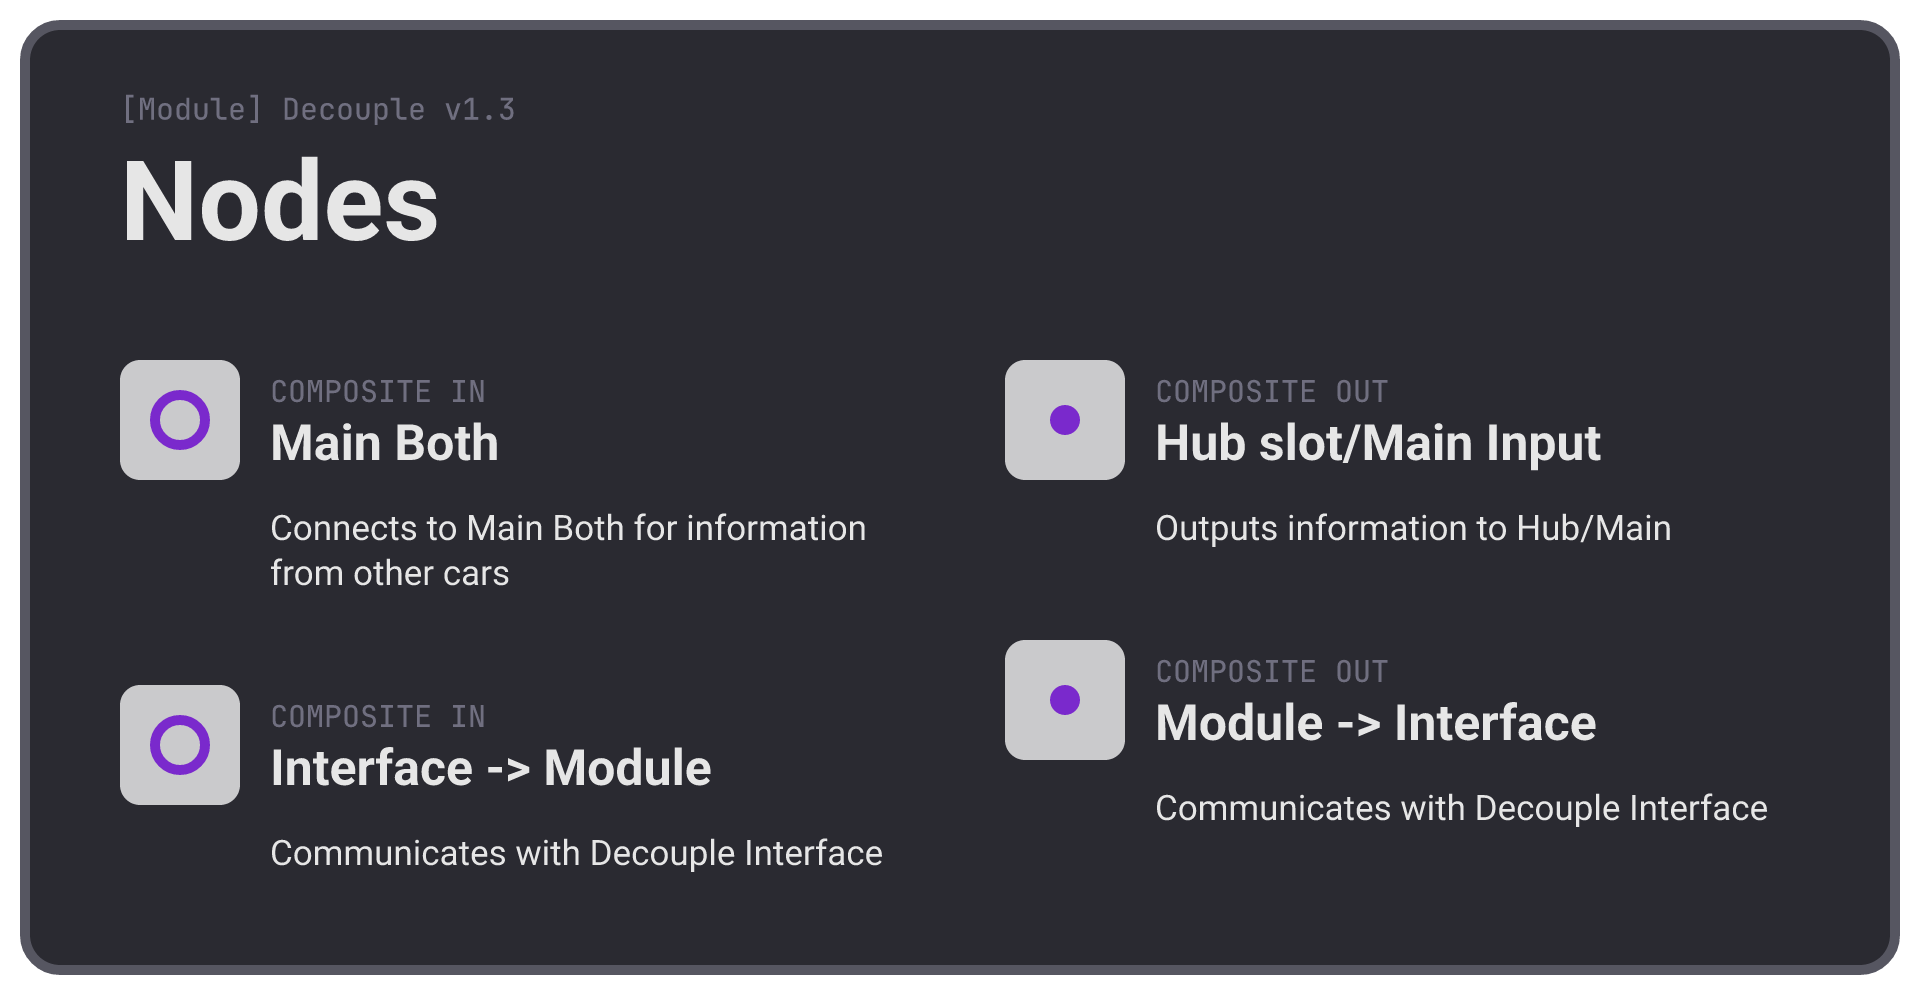 [Module] Decouple v1.3
Nodes
COMPOSITE IN
Main Both
Connects to Main Both for information
from other cars
COMPOSITE IN
Interface -> Module
Communicates with Decouple Interface
COMPOSITE OUT
Hub slot/Main Input
Outputs information to Hub/Main
COMPOSITE OUT
Module -> Interface
Communicates with Decouple Interface